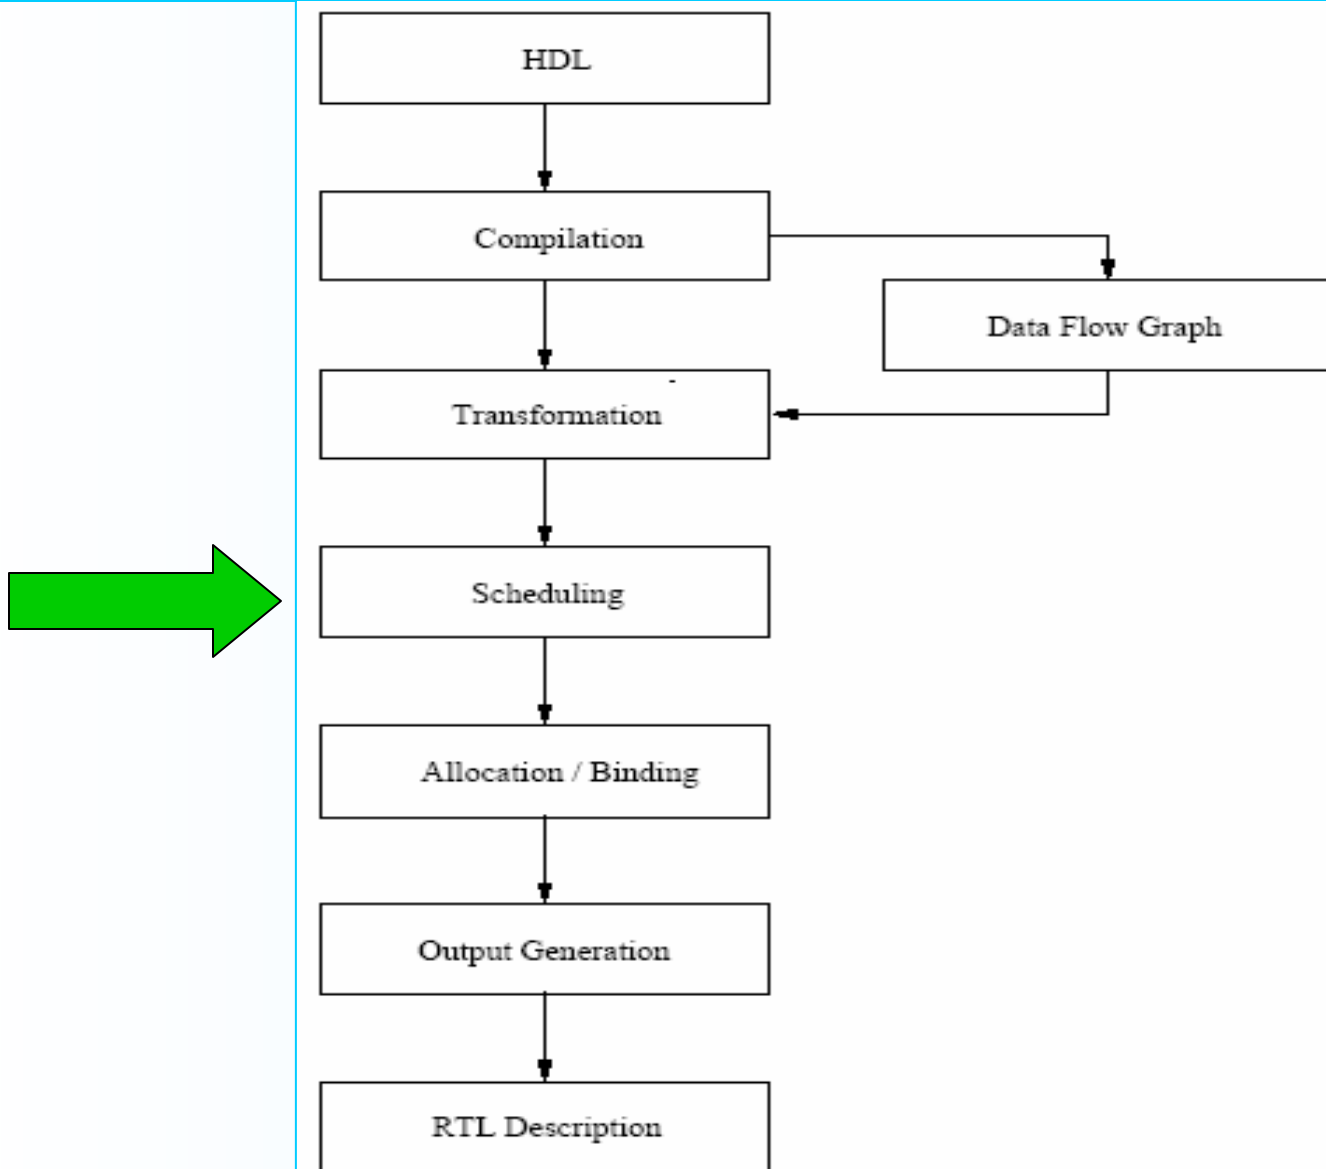 HDL
Compilation
Data Flow Graph
Transformation
Scheduling
Allocation / Binding
Output Generation
RTL Description